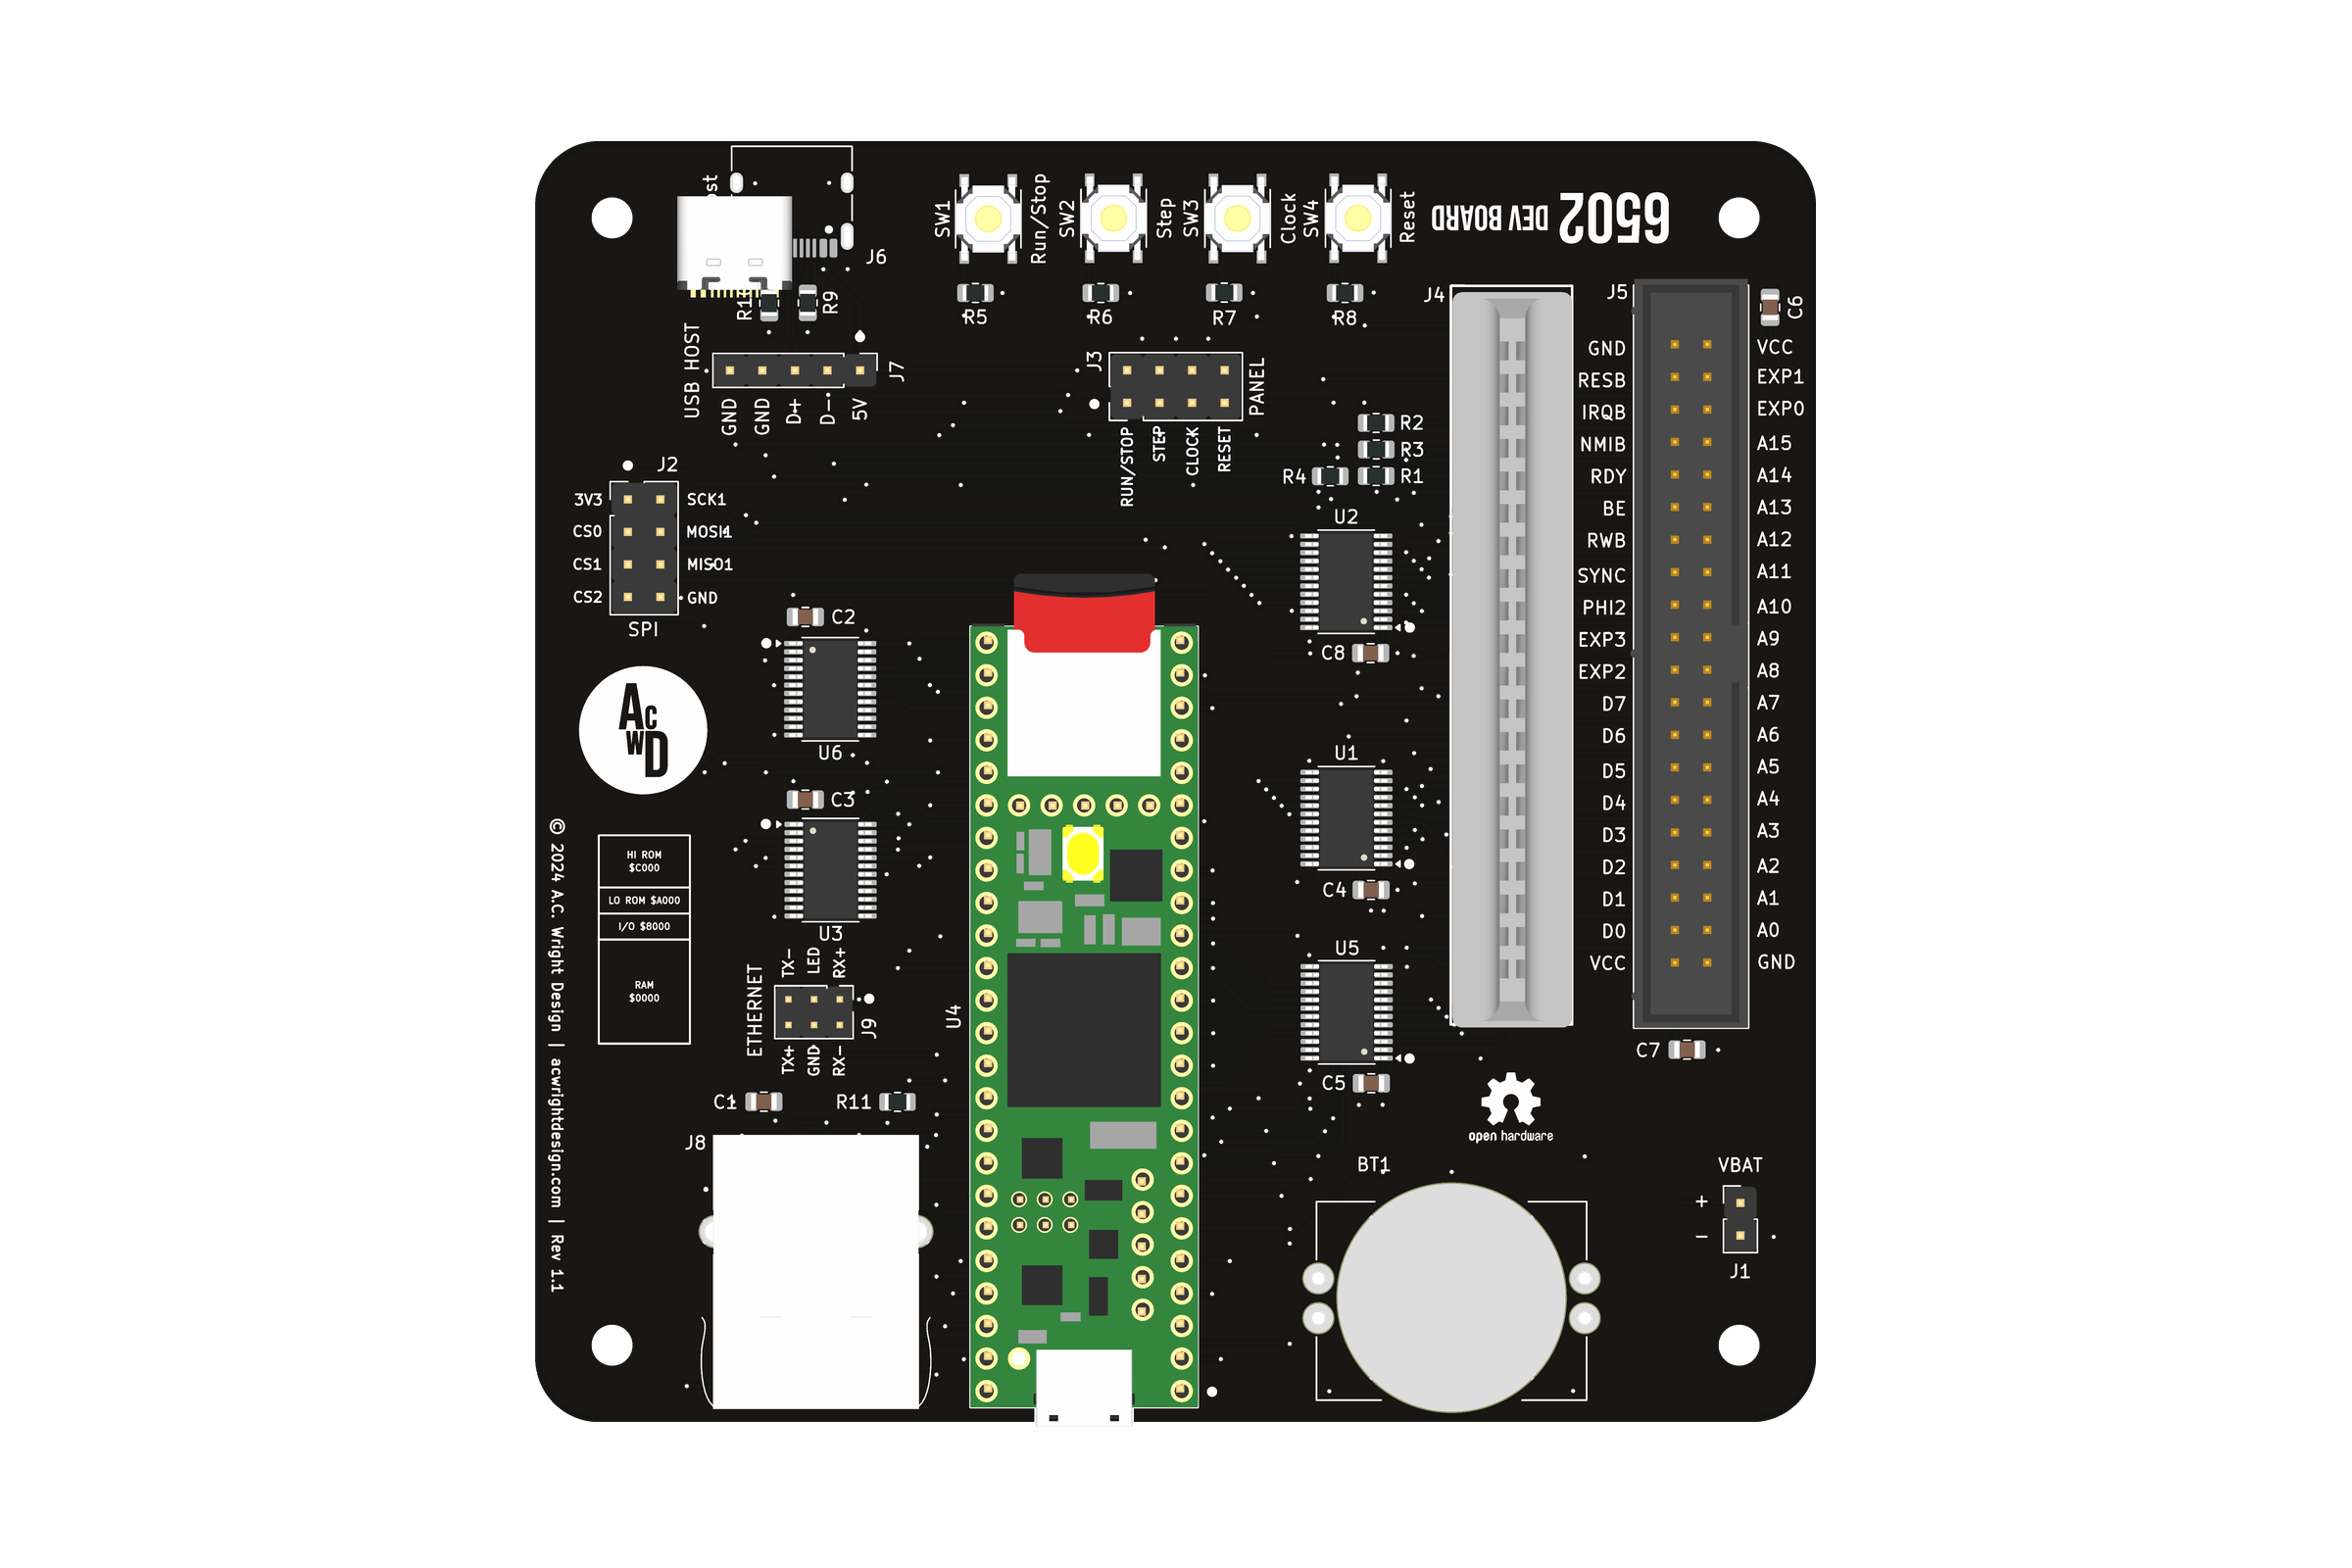 6502
DEV BOARD
ost
J6
SW1
Run/Stop
SW2
Step
SW3
Clock
SW4
Reset
R9
R5
R6
R7
R8
J4
J5
C6
USB HOST
J7
GND
GND
D+
D-
5V
J3
PANEL
RUN/STOP
STEP
CLOCK
RESET
R2
R3
R4
R1
J2
3V3 SCK1
CS0 MOSI1
CS1 MISO1
CS2 GND
SPI
GND VCC
RESB EXP1
IRQB EXP0
NMIB A15
RDY A14
BE A13
RWB A12
SYNC A11
PHI2 A10
EXP3 A9
EXP2 A8
D7 A7
D6 A6
D5 A5
D4 A4
D3 A3
D2 A2
D1 A1
D0 A0
VCC GND
U2
C8
C2
U6
ACWD
C3
U3
U1
C4
U5
C5
C7
HI ROM
$C000
LO ROM $A000
I/O $8000
RAM
$0000
© 2024 A.C. Wright Design | acwrightdesign.com | Rev 1.1
ETHERNET
TX-
LED
RX+
J9
TX+
GND
RX-
U4
C1
R11
J8
open hardware
BT1
VBAT
+
-
J1